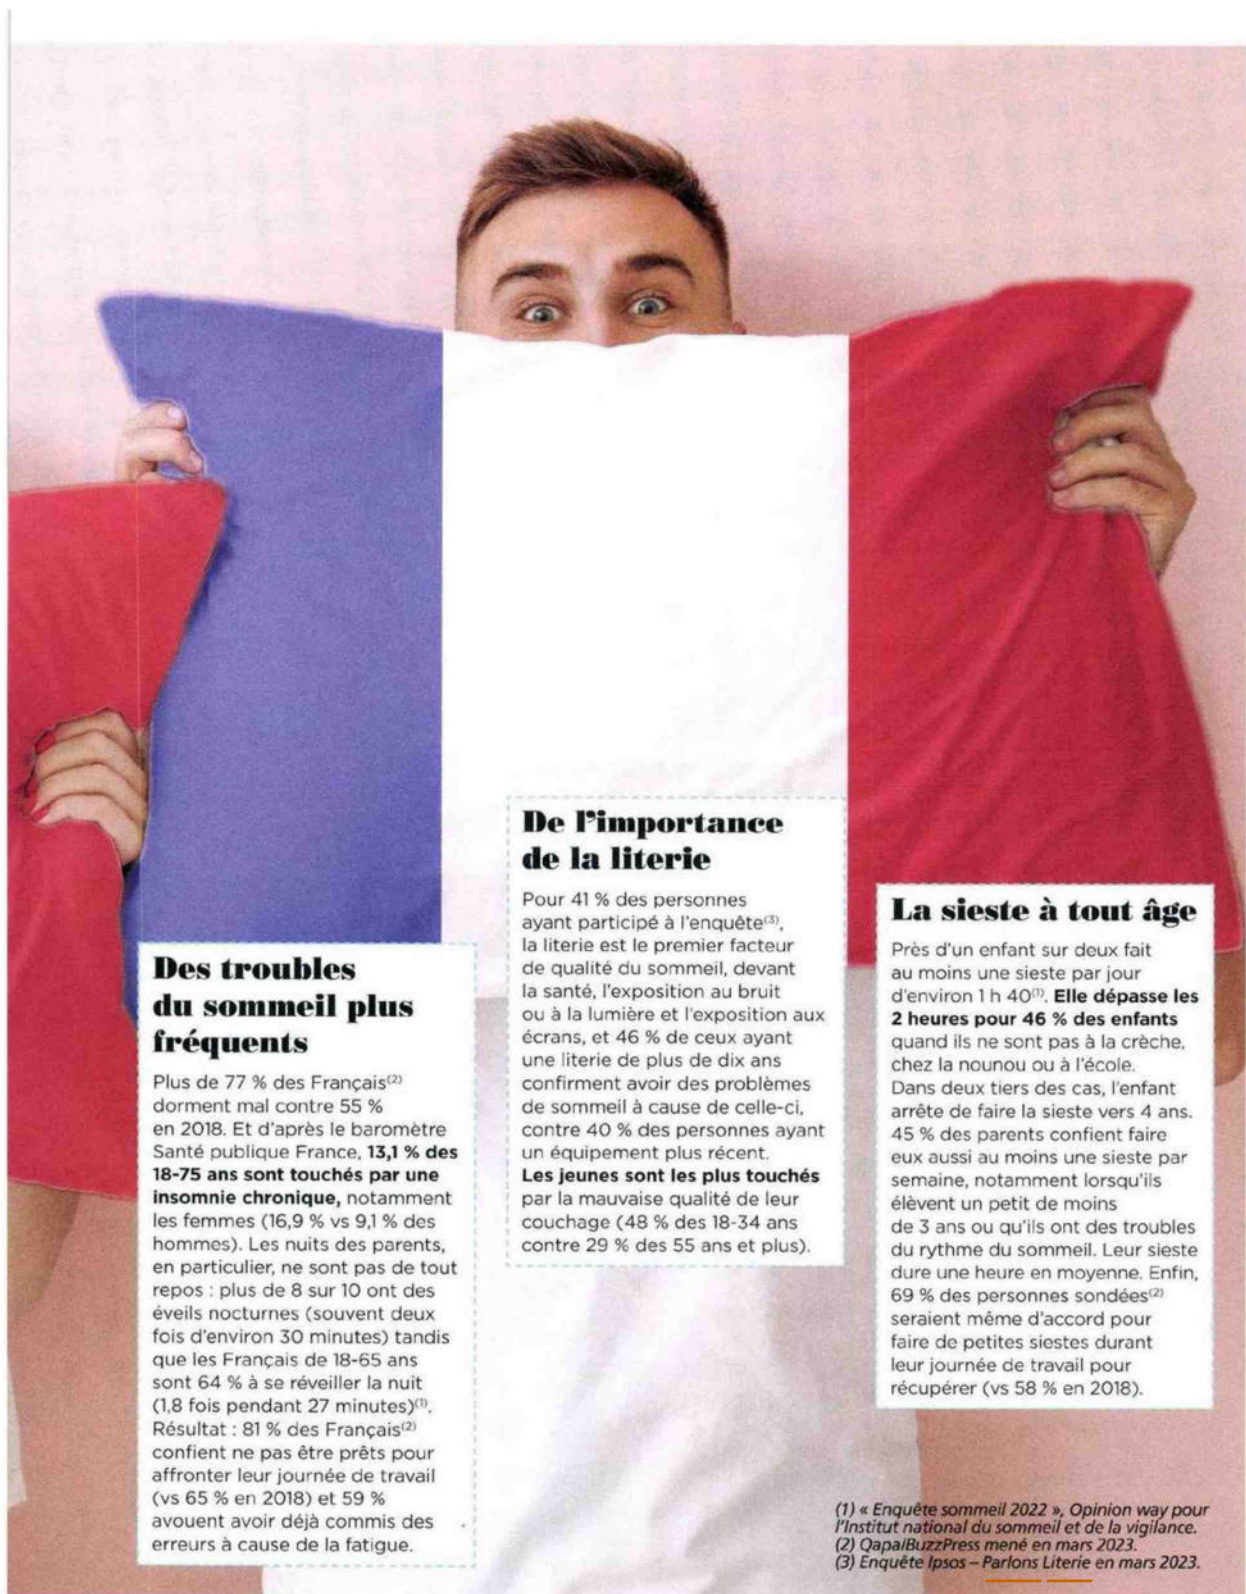 Des troubles
du sommeil plus
fréquents
Plus de 77 % des Français(2)
dorment mal contre 55 %
en 2018. Et d'après le baromètre
Santé publique France, 13,1 % des
18-75 ans sont touchés par une
insomnie chronique, notamment
les femmes (16,9 % vs 9,1 % des
hommes). Les nuits des parents,
en particulier, ne sont pas de tout
repos : plus de 8 sur 10 ont des
éveils nocturnes (souvent deux
fois d'environ 30 minutes) tandis
que les Français de 18-65 ans
sont 64 % à se réveiller la nuit
(1,8 fois pendant 27 minutes)(1).
Résultat : 81 % des Français(2)
confient ne pas être prêts pour
affronter leur journée de travail
(vs 65 % en 2018) et 59 %
avouent avoir déjà commis des
erreurs à cause de la fatigue.
De l'importance
de la literie
Pour 41 % des personnes
ayant participé à l'enquête(3),
la literie est le premier facteur
de qualité du sommeil, devant
la santé, l'exposition au bruit
ou à la lumière et l'exposition aux
écrans, et 46 % de ceux ayant
une literie de plus de dix ans
confirment avoir des problèmes
de sommeil à cause de celle-ci,
contre 40 % des personnes ayant
un équipement plus récent.
Les jeunes sont les plus touchés
par la mauvaise qualité de leur
couchage (48 % des 18-34 ans
contre 29 % des 55 ans et plus).
La sieste à tout âge
Près d'un enfant sur deux fait
au moins une sieste par jour
d'environ 1 h 40(1). Elle dépasse les
2 heures pour 46 % des enfants
quand ils ne sont pas à la crèche,
chez la nounou ou à l'école.
Dans deux tiers des cas, l'enfant
arrête de faire la sieste vers 4 ans.
45 % des parents confient faire
eux aussi au moins une sieste par
semaine, notamment lorsqu'ils
élèvent un petit de moins
de 3 ans ou qu'ils ont des troubles
du rythme du sommeil. Leur sieste
dure une heure en moyenne. Enfin,
69 % des personnes sondées(2)
seraient même d'accord pour
faire de petites siestes durant
leur journée de travail pour
récupérer (vs 58 % en 2018).
(1) « Enquête sommeil 2022 », Opinion way pour
l'Institut national du sommeil et de la vigilance.
(2) Qapa/BuzzPress mené en mars 2023.
(3) Enquête Ipsos – Parlons Literie en mars 2023.